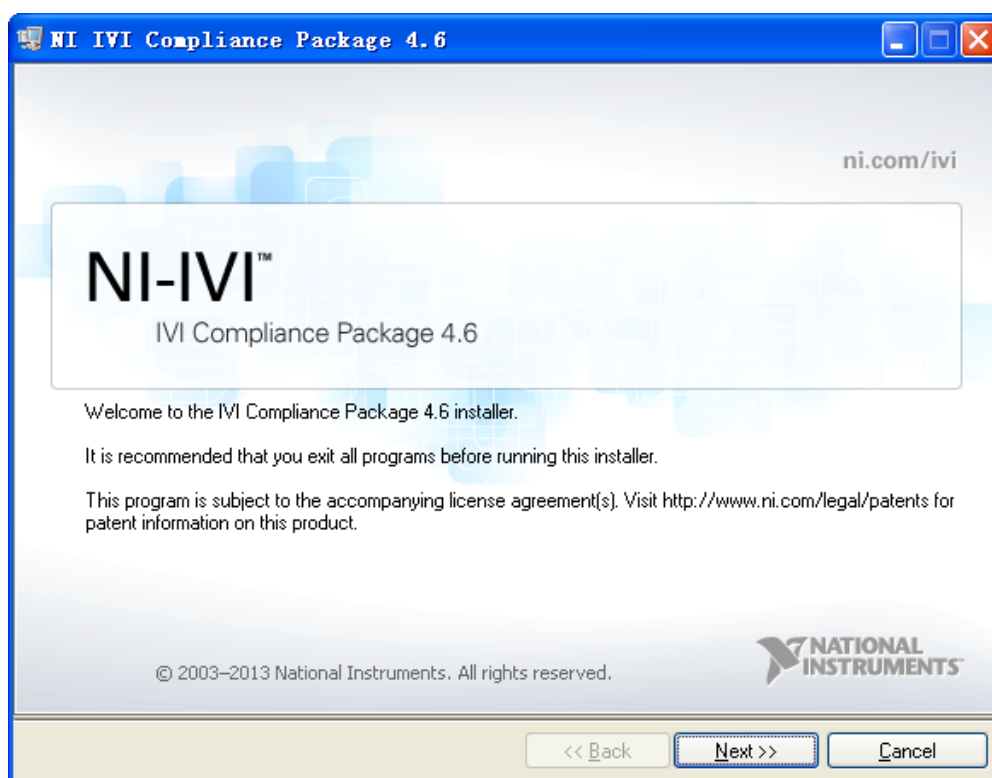 NI IVI Compliance Package 4.6
ni.com/ivi
NI-IVI™
IVI Compliance Package 4.6
Welcome to the IVI Compliance Package 4.6 installer.
It is recommended that you exit all programs before running this installer.
This program is subject to the accompanying license agreement(s). Visit http://www.ni.com/legal/patents for
patent information on this product.
NATIONAL
INSTRUMENTS™
© 2003–2013 National Instruments. All rights reserved.
<< Back
Next >>
Cancel